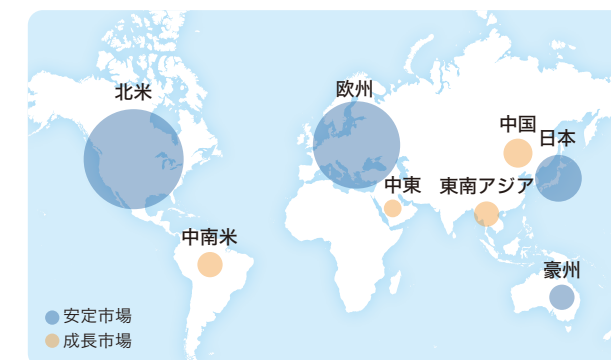 北米
欧州
中国
日本
中東
東南アジア
中南米
豪州
安定市場
成長市場